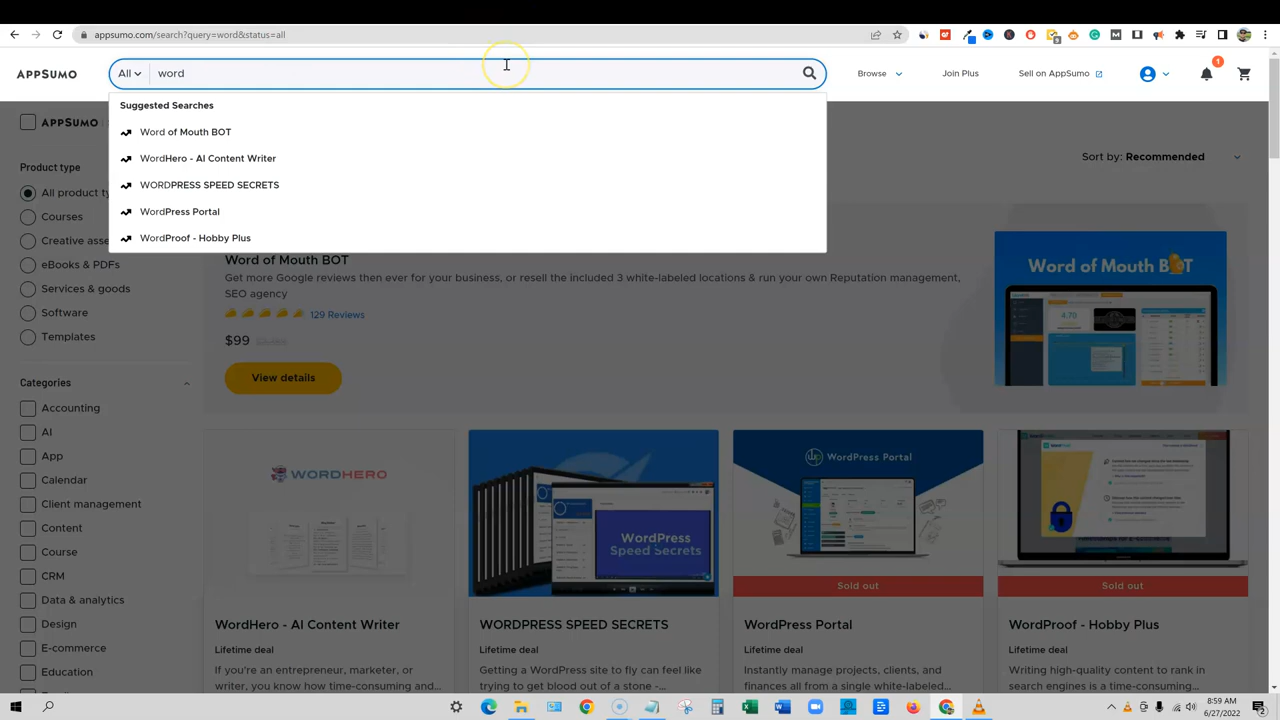 appsumo.com/search?query=word&status=all
APPSUMO
All
word
Browse
Join Plus
Sell on AppSumo
1
Suggested Searches
Word of Mouth BOT
WordHero - AI Content Writer
WORDPRESS SPEED SECRETS
WordPress Portal
WordProof - Hobby Plus
APPSUMO
Sort by: Recommended
Product type
All product ty
Courses
Creative asse
eBooks & PDFs
Services & goods
Software
Templates
Categories
Accounting
AI
App
Calendar
Client management
Content
Course
CRM
Data & analytics
Design
E-commerce
Education
Word of Mouth BOT
Get more Google reviews then ever for your business, or resell the included 3 white-labeled locations & run your own Reputation management,
SEO agency
129 Reviews
$99
View details
Word of Mouth BOT
4.70
WORDHERO
WordPress
Speed Secrets
WordPress Portal
Sold out
Sold out
WordHero - AI Content Writer
Lifetime deal
If you're an entrepreneur, marketer, or
writer, you know how time-consuming and
WORDPRESS SPEED SECRETS
Lifetime deal
Getting a WordPress site to fly can feel like
trying to get blood out of a stone -...
WordPress Portal
Lifetime deal
Instantly manage projects, clients, and
finances all from a single white-labeled...
WordProof - Hobby Plus
Lifetime deal
Writing high-quality content to rank in
search engines is a time-consuming...
8:59 AM
6/27/2022
2